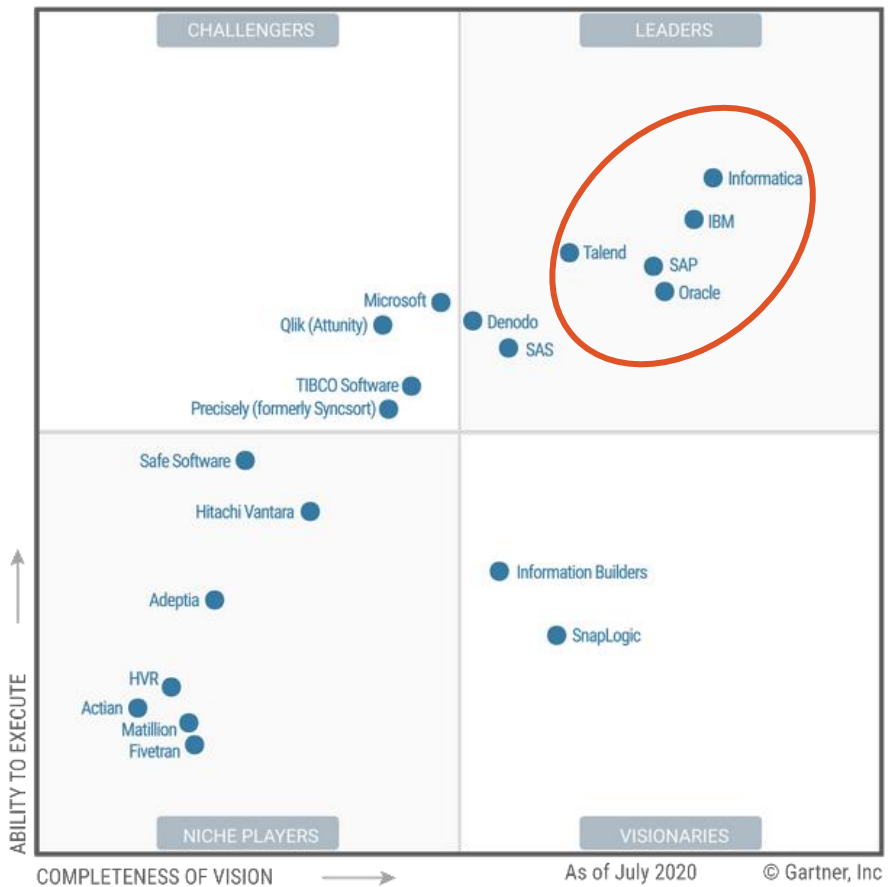 CHALLENGERS
LEADERS
Informatica
IBM
Talend
SAP
Oracle
Microsoft
Qlik (Attunity)
Denodo
SAS
TIBCO Software
Precisely (formerly Syncsort)
Safe Software
Hitachi Vantara
Information Builders
Adeptia
SnapLogic
HVR
Actian
Matillion
Fivetran
NICHE PLAYERS
VISIONARIES
ABILITY TO EXECUTE
COMPLETENESS OF VISION
As of July 2020
© Gartner, Inc